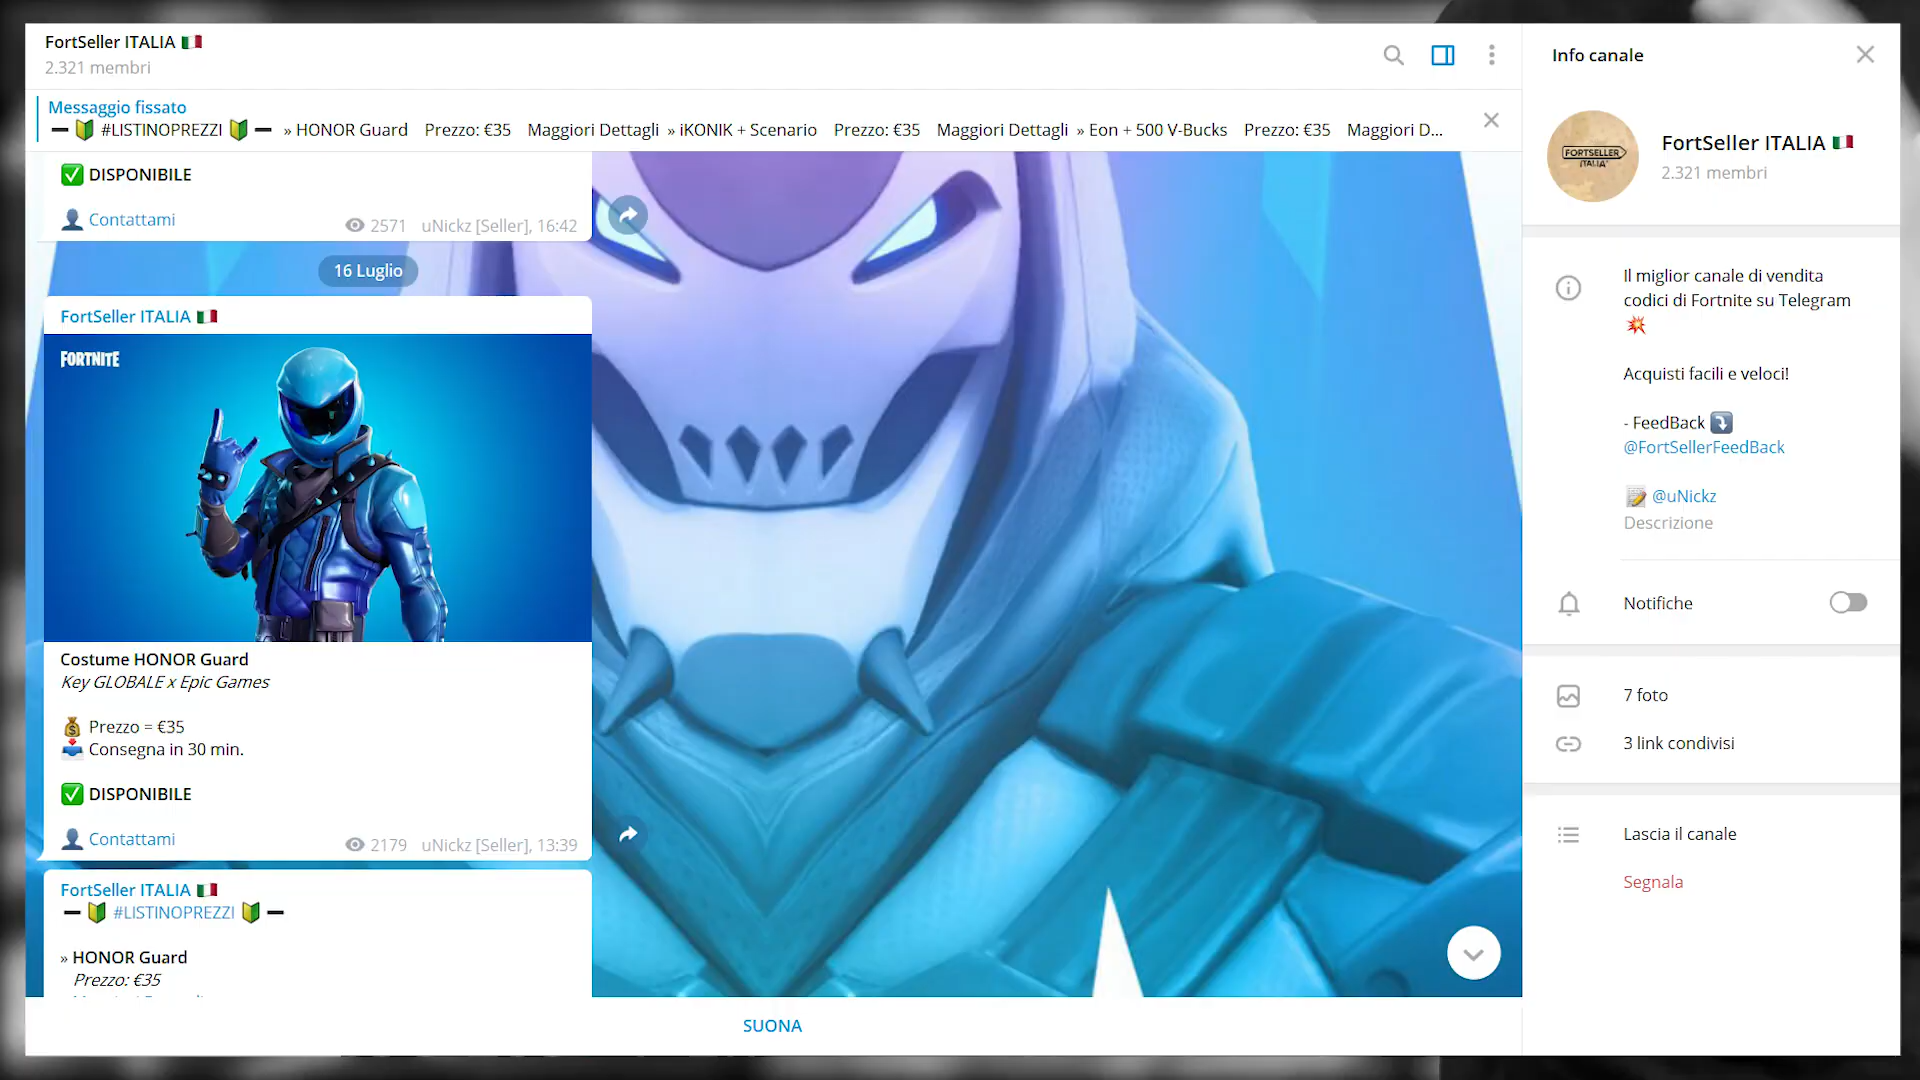 FortSeller ITALIA
2.321 membri
Messaggio fissato
#LISTINOPREZZI — » HONOR Guard Prezzo: €35 Maggiori Dettagli » iKONIK + Scenario Prezzo: €35 Maggiori Dettagli » Eon + 500 V-Bucks Prezzo: €35 Maggiori D...
DISPONIBILE
Contattami
2571 uNickz [Seller], 16:42
16 Luglio
FortSeller ITALIA
FORTNITE
Costume HONOR Guard
Key GLOBALE x Epic Games
Prezzo = €35
Consegna in 30 min.
DISPONIBILE
Contattami
2179 uNickz [Seller], 13:39
FortSeller ITALIA
#LISTINOPREZZI
» HONOR Guard
Prezzo: €35
SUONA
Info canale
FORTSELLER
ITALIA
FortSeller ITALIA
2.321 membri
Il miglior canale di vendita
codici di Fortnite su Telegram
Acquisti facili e veloci!
- FeedBack
@FortSellerFeedBack
@uNickz
Descrizione
Notifiche
7 foto
3 link condivisi
Lascia il canale
Segnala